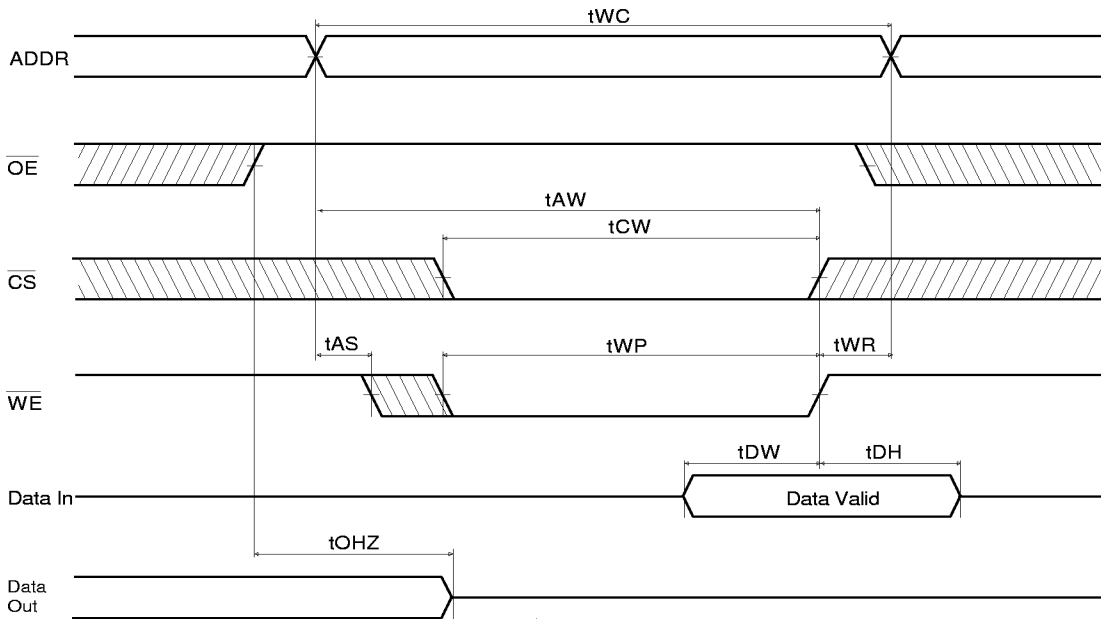 tWC
ADDR
OE
tAW
tCW
CS
tAS
tWP
tWR
WE
tDW
tDH
Data In
Data Valid
tOHZ
Data
Out